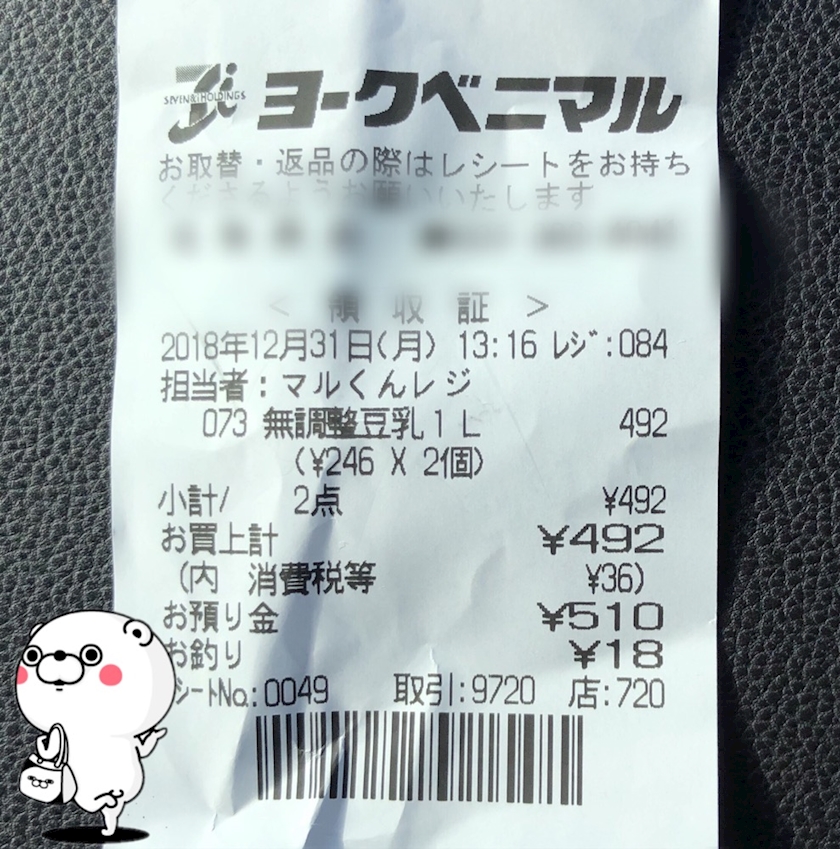 SEVEN&i HOLDINGS
ヨークベニマル
お取替・返品の際はレシートをお持ち
くださるようお願いいたします
< 領 収 証 >
2018年12月31日(月) 13:16 レジ:084
担当者:マルくんレジ
073 無調整豆乳1L 492
(¥246 X 2個)
小計/ 2点 ¥492
お買上計 ¥492
(内 消費税等 ¥36)
お預り金 ¥510
お釣り ¥18
シートNo.:0049 取引:9720 店:720